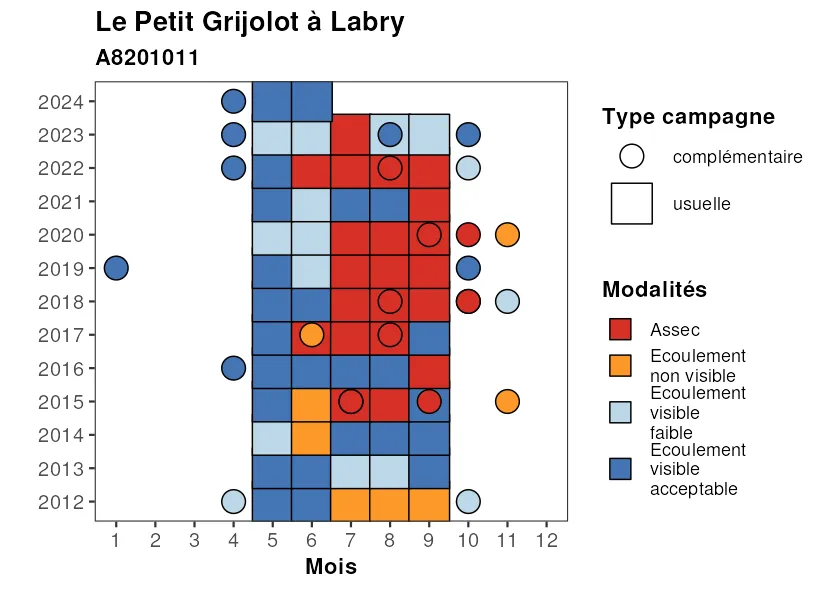 Le Petit Grijolot à Labry
A8201011
2024
2023
2022
2021
2020
2019
2018
2017
2016
2015
2014
2013
2012
1 2 3 4 5 6 7 8 9 10 11 12
Mois
Type campagne
complémentaire
usuelle
Modalités
Assec
Ecoulement
non visible
Ecoulement
visible
faible
Ecoulement
visible
acceptable